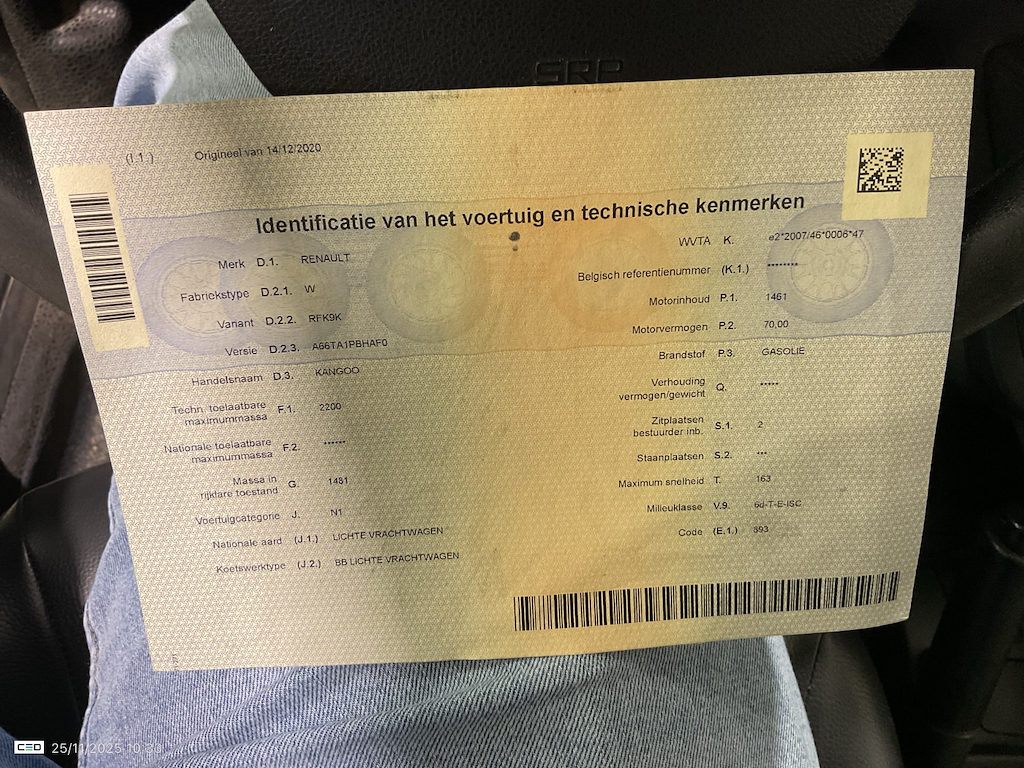 SRP
(I.1.) Origineel van 14/12/2020
Identificatie van het voertuig en technische kenmerken
Merk D.1. RENAULT
Fabriekstype D.2.1. W
Variant D.2.2. RFK9K
Versie D.2.3. A66TA1PBHAF0
Handelsnaam D.3. KANGOO
Techn. toelaatbare
maximummassa F.1. 2200
Nationale toelaatbare
maximummassa F.2. ******
Massa in
rijklare toestand G. 1481
Voertuigcategorie J. N1
Nationale aard (J.1.) LICHTE VRACHTWAGEN
Koetswerktype (J.2.) BB LICHTE VRACHTWAGEN
WVTA K. e2*2007/46*0006*47
Belgisch referentienummer (K.1.) ********
Motorinhoud P.1. 1461
Motorvermogen P.2. 70,00
Brandstof P.3. GASOLIE
Verhouding
vermogen/gewicht Q. *****
Zitplaatsen
bestuurder inb. S.1. 2
Staanplaatsen S.2. ***
Maximum snelheid T. 163
Milieuklasse V.9. 6d-T-E-ISC
Code (E.1.) 893
CEO 25/11/2025 10:33